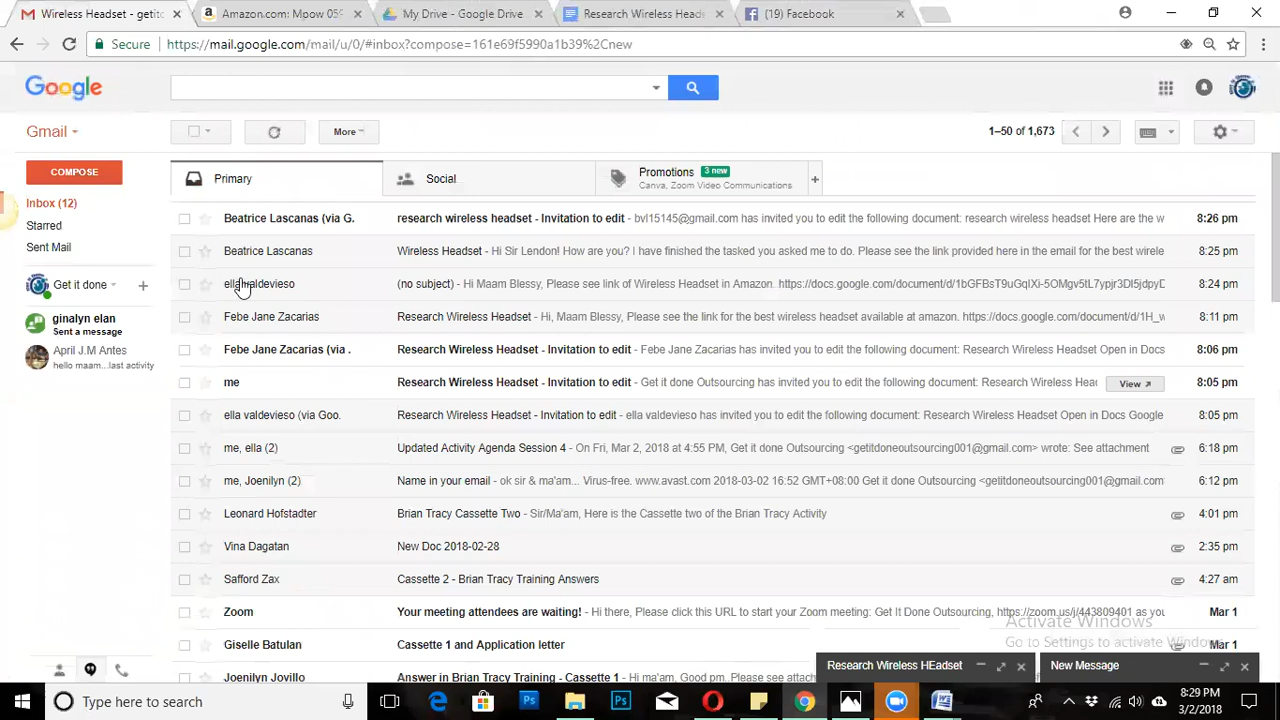 Wireless Headset - getitc
Amazon.com: Mpow 059
My Drive - Google Drive
Research Wireless Heads
(19) Facebook
Secure
https://mail.google.com/mail/u/0/#inbox?compose=161e69f5990a1b39%2Cnew
Google
Gmail
More
1–50 of 1,673
COMPOSE
Primary
Social
Promotions 3 new
Canva, Zoom Video Communications
Inbox (12)
Starred
Sent Mail
Get it done
ginalyn elan
Sent a message
April J.M Antes
hello maam...last activity
Beatrice Lascanas (via G. research wireless headset - Invitation to edit - bvl15145@gmail.com has invited you to edit the following document: research wireless headset Here are the w 8:26 pm
Beatrice Lascanas Wireless Headset - Hi Sir Lendon! How are you? I have finished the tasked you asked me to do. Please see the link provided here in the email for the best wirele 8:25 pm
ella valdevieso (no subject) - Hi Maam Blessy, Please see link of Wireless Headset in Amazon. 8:24 pm
Febe Jane Zacarias Research Wireless Headset - Hi, Maam Blessy, Please see the link for the best wireless headset available at amazon. https://docs.google.com/document/d/1H_w 8:11 pm
Febe Jane Zacarias (via . Research Wireless Headset - Invitation to edit - Febe Jane Zacarias has invited you to edit the following document: Research Wireless Headset Open in Docs 8:06 pm
me Research Wireless Headset - Invitation to edit - Get it done Outsourcing has invited you to edit the following document: Research Wireless Heac View 8:05 pm
ella valdevieso (via Goo. Research Wireless Headset - Invitation to edit - ella valdevieso has invited you to edit the following document: Research Wireless Headset Open in Docs Google 8:05 pm
me, ella (2) Updated Activity Agenda Session 4 - On Fri, Mar 2, 2018 at 4:55 PM, Get it done Outsourcing <getitdoneoutsourcing001@gmail.com> wrote: See attachment 6:18 pm
me, Joenilyn (2) Name in your email - ok sir & ma'am... Virus-free. www.avast.com 2018-03-02 16:52 GMT+08:00 Get it done Outsourcing <getitdoneoutsourcing001@gmail.com 6:12 pm
Leonard Hofstadter Brian Tracy Cassette Two - Sir/Ma'am, Here is the Cassette two of the Brian Tracy Activity 4:01 pm
Vina Dagatan New Doc 2018-02-28 2:35 pm
Safford Zax Cassette 2 - Brian Tracy Training Answers 4:27 am
Zoom Your meeting attendees are waiting! - Hi there, Please click this URL to start your Zoom meeting: Get It Done Outsourcing, https://zoom.us/j/443809401 as you Mar 1
Giselle Batulan Cassette 1 and Application letter Mar 1
Joenilyn Jovillo Answer in Brian Tracy Training - Cassette 1
Activate Windows
Go to Settings to activate Windows.
Research Wireless HEadset
New Message
Type here to search
8:29 PM
3/2/2018